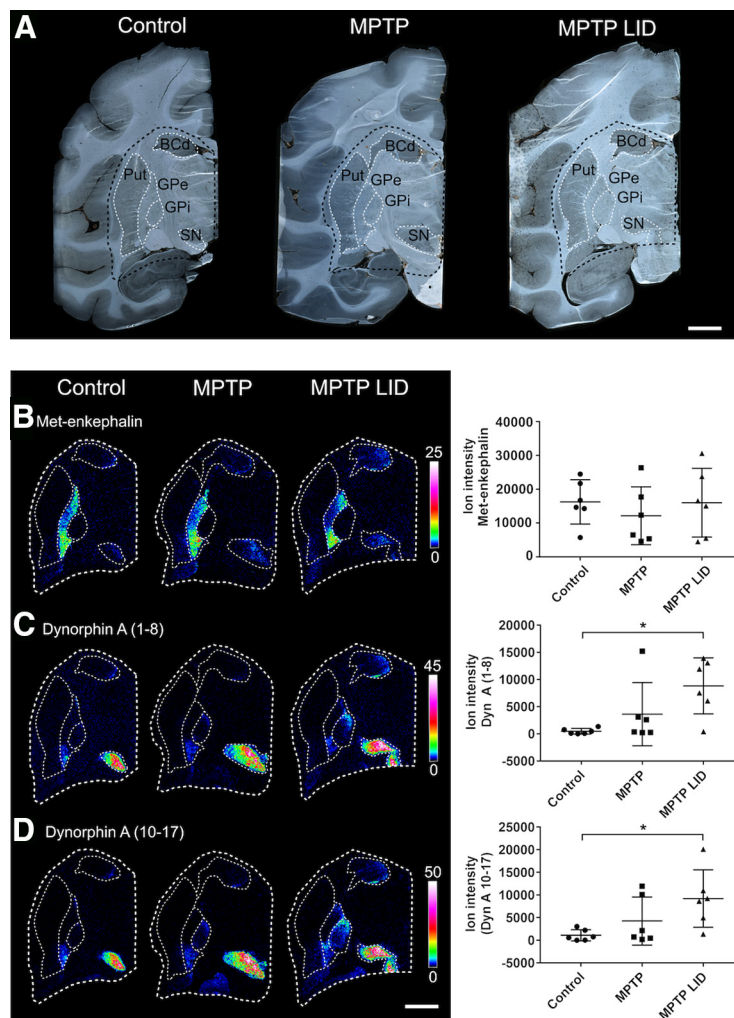 A
Control MPTP MPTP LID
BCd BCd BCd
Put Put Put
GPe GPe
GPi GPi GPi
GPe
SN SN SN
Control MPTP MPTP LID
B Met-enkephalin
25
0
Ion intensity
Met-enkephalin
40000
30000
20000
10000
0
Control MPTP MPTP LID
C Dynorphin A (1-8)
45
0
Ion intensity
Dyn A (1-8)
20000
15000
10000
5000
0
-5000
*
Control MPTP MPTP LID
D Dynorphin A (10-17)
50
0
Ion intensity
(Dyn A 10-17)
25000
20000
15000
10000
5000
0
-5000
*
Control MPTP MPTP LID